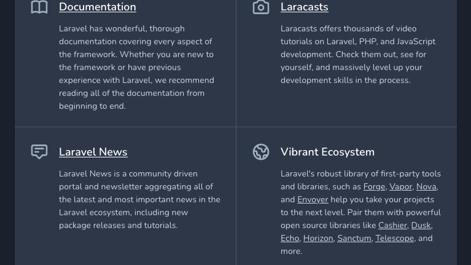 Documentation
Laravel has wonderful, thorough
documentation covering every aspect of
the framework. Whether you are new to
the framework or have previous
experience with Laravel, we recommend
reading all of the documentation from
beginning to end.
Laracasts
Laracasts offers thousands of video
tutorials on Laravel, PHP, and JavaScript
development. Check them out, see for
yourself, and massively level up your
development skills in the process.
Laravel News
Laravel News is a community driven
portal and newsletter aggregating all of
the latest and most important news in the
Laravel ecosystem, including new
package releases and tutorials.
Vibrant Ecosystem
Laravel's robust library of first-party tools
and libraries, such as Forge, Vapor, Nova,
and Envoyer help you take your projects
to the next level. Pair them with powerful
open source libraries like Cashier, Dusk,
Echo, Horizon, Sanctum, Telescope, and
more.